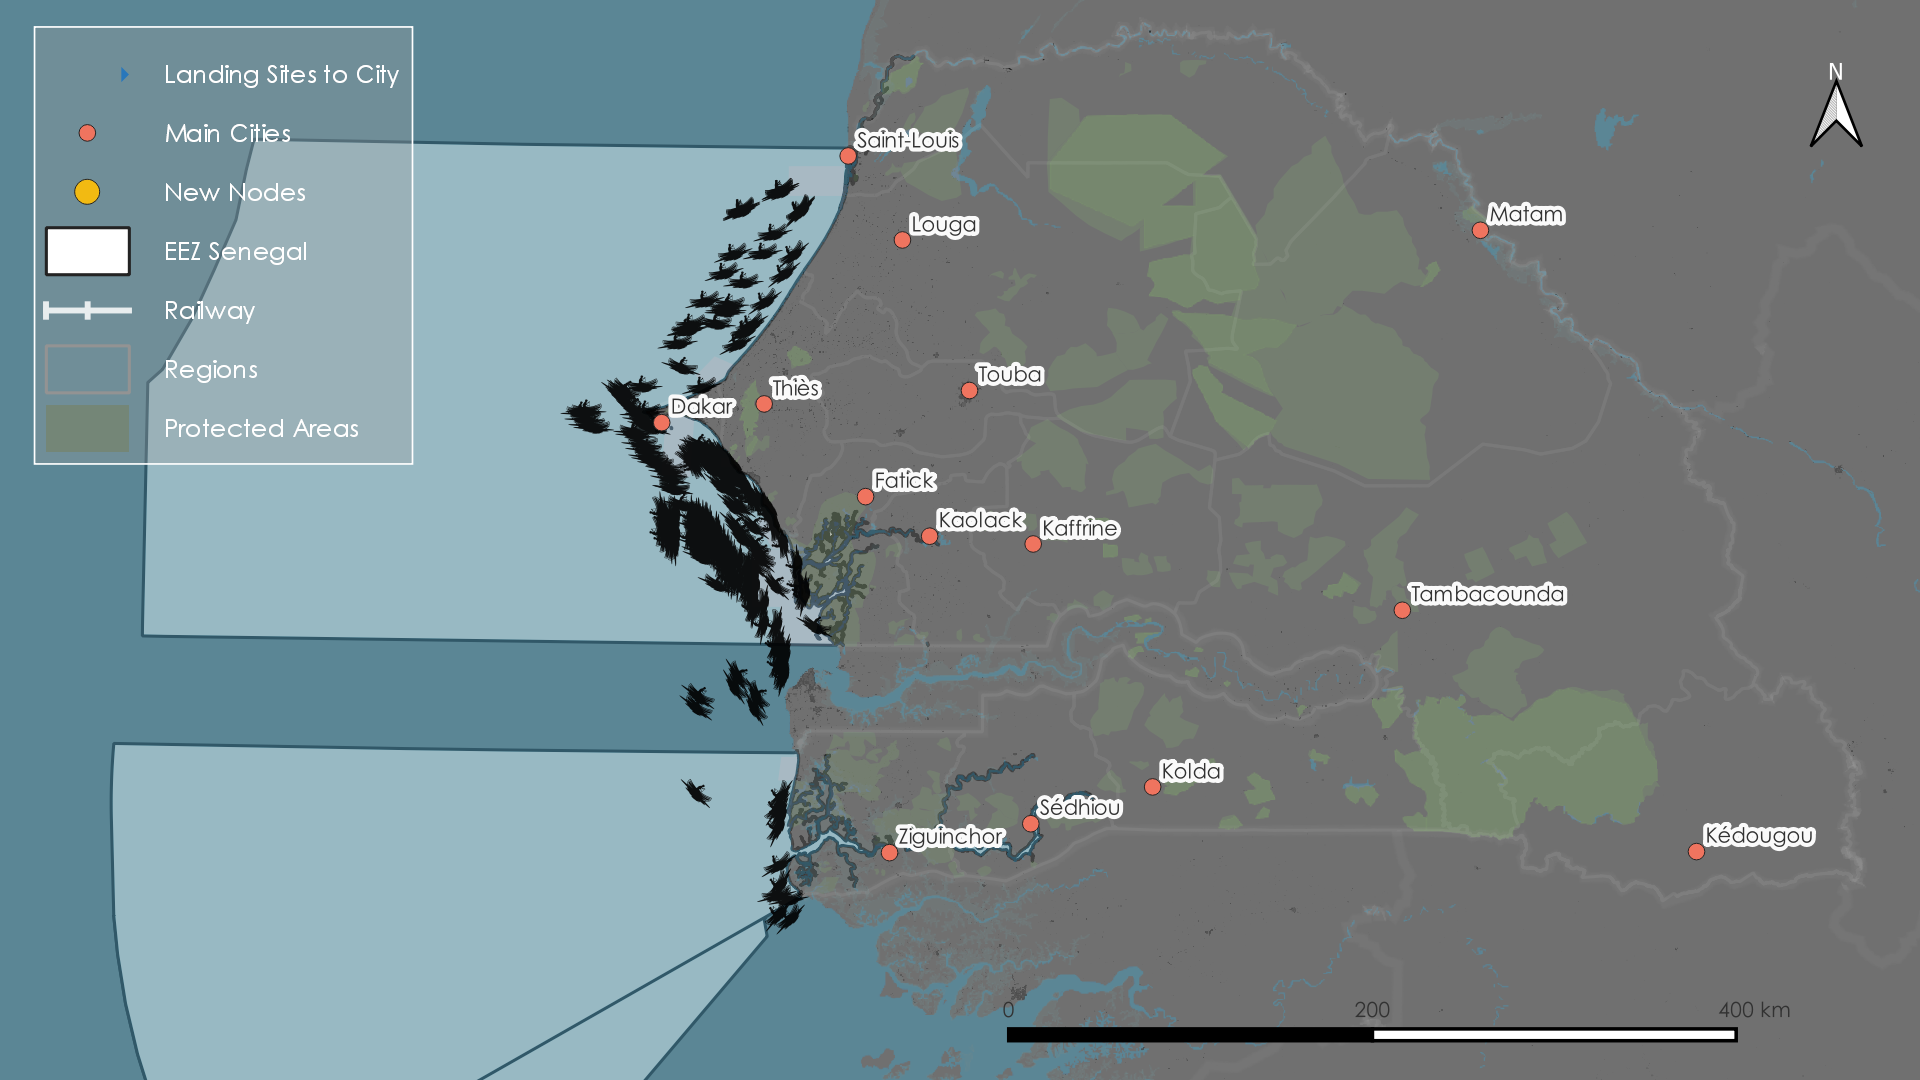 Landing Sites to City
Main Cities
New Nodes
EEZ Senegal
Railway
Regions
Protected Areas
N
Saint-Louis
Louga
Matam
Touba
Thiès
Dakar
Fatick
Kaolack
Kaffrine
Tambacounda
Kolda
Sédhiou
Ziguinchor
Kédougou
0 200 400 km